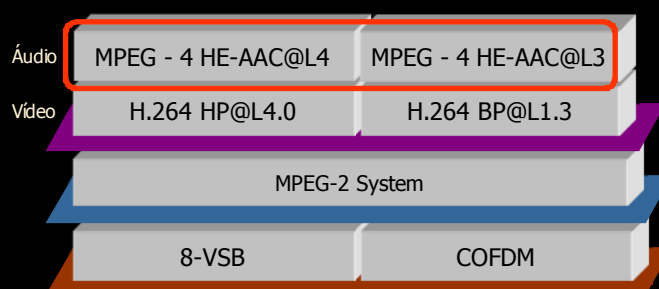 Áudio MPEG - 4 HE-AAC@L4 MPEG - 4 HE-AAC@L3
Vídeo H.264 HP@L4.0 H.264 BP@L1.3
MPEG-2 System
8-VSB COFDM